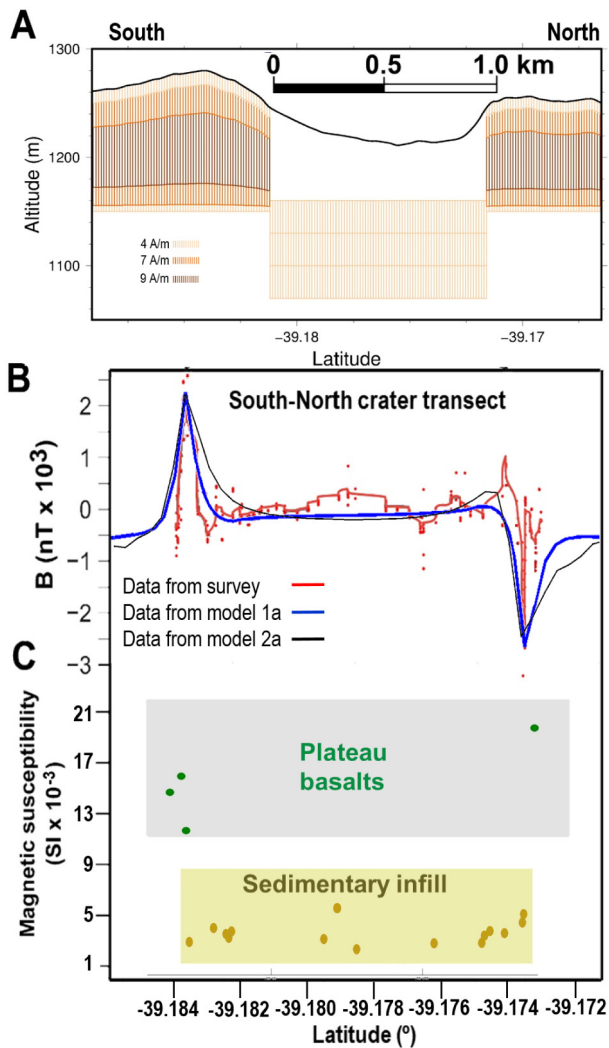 A
South
North
1300
0
0.5
1.0 km
1200
Altitude (m)
4 A/m
7 A/m
9 A/m
1100
−39.18
−39.17
Latitude
B
South-North crater transect
2
1
0
−1
−2
−3
B (nT x 10³)
Data from survey
Data from model 1a
Data from model 2a
C
Magnetic susceptibility
(SI x 10⁻³)
21
17
13
9
5
1
Plateau
basalts
Sedimentary infill
-39.184
-39.182
-39.180
-39.178
-39.176
-39.174
-39.172
Latitude (º)